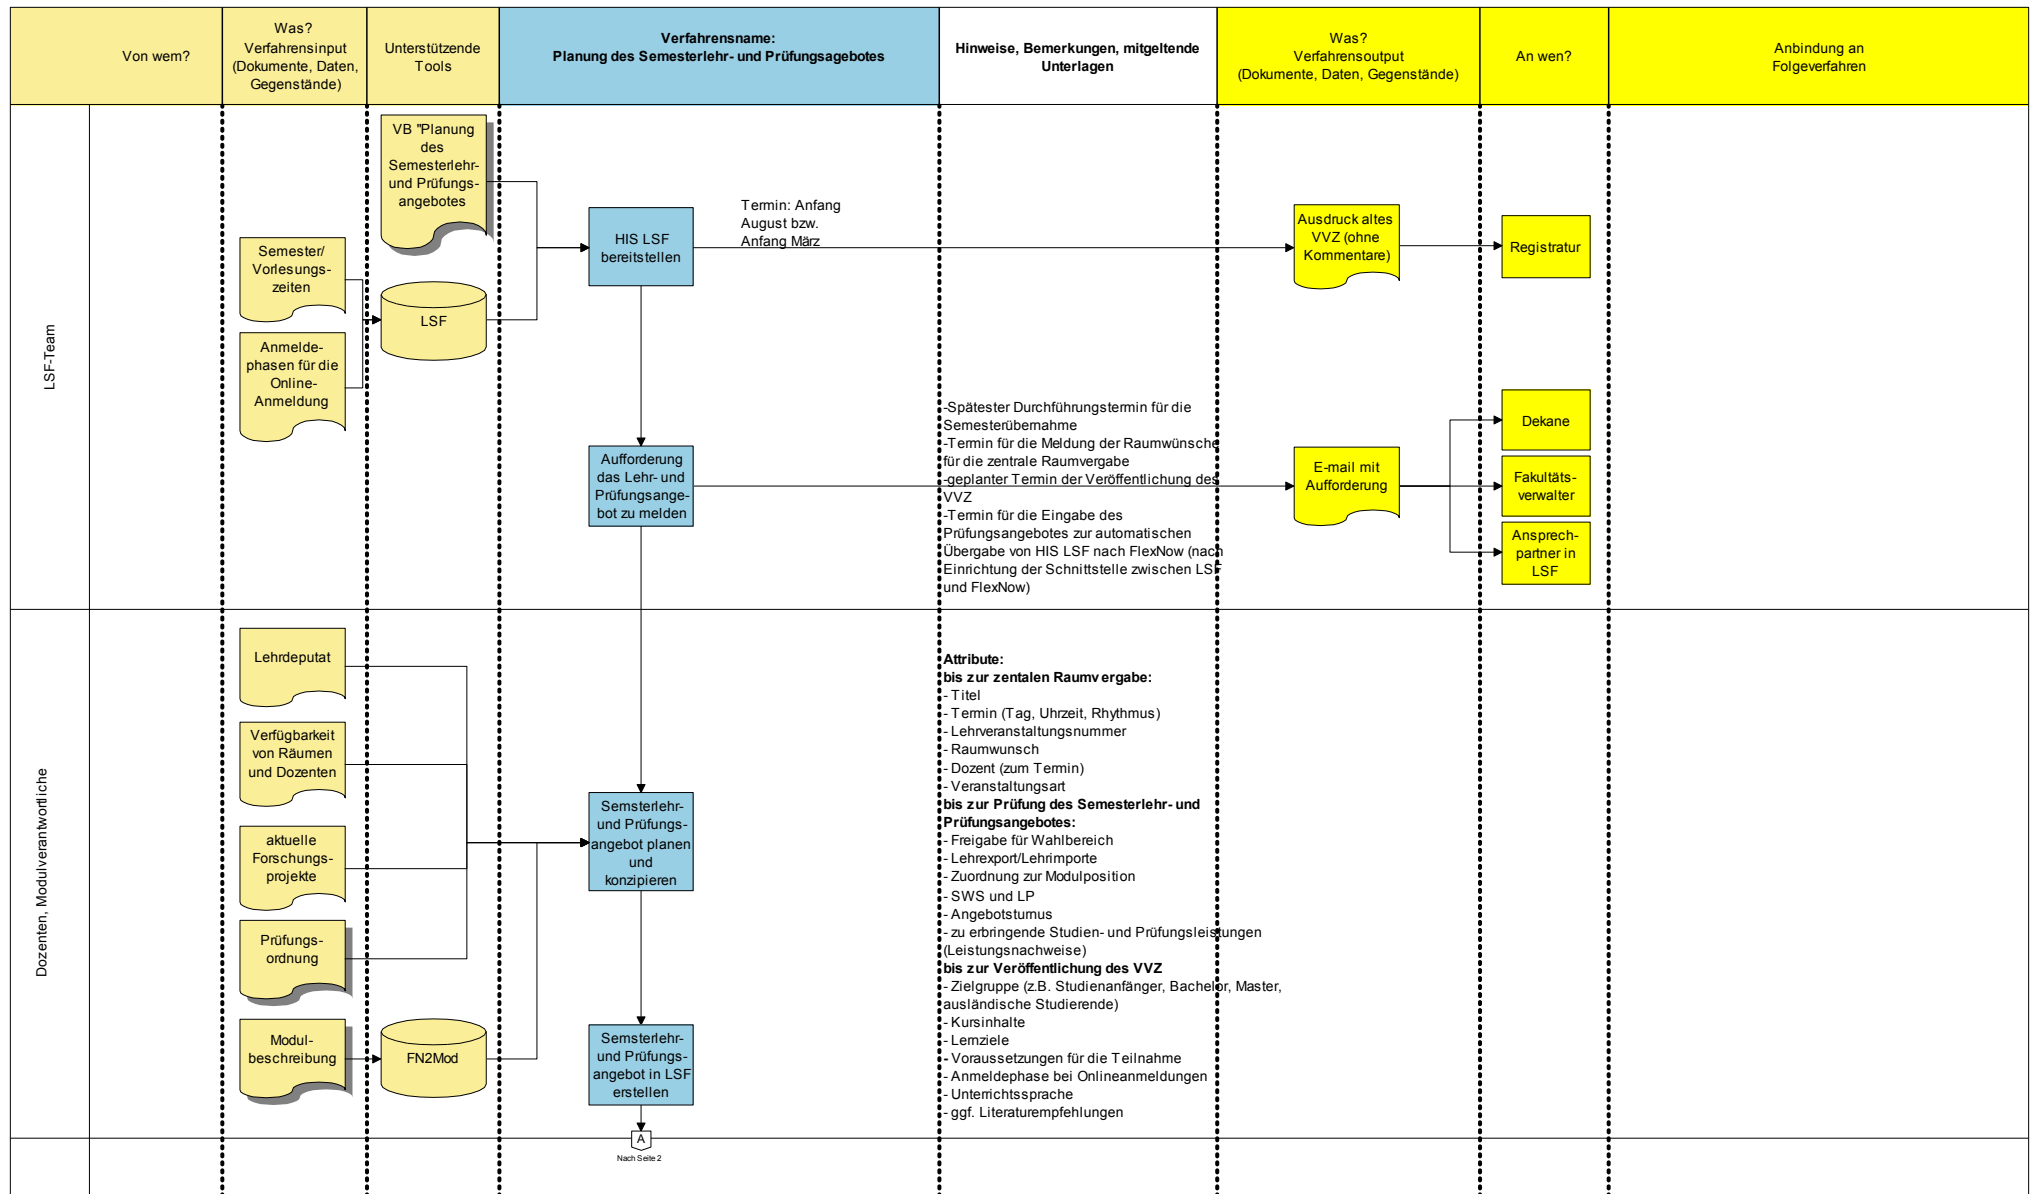 Von wem?
Was?
Verfahrensinput
(Dokumente, Daten,
Gegenstände)
Unterstützende
Tools
Verfahrensname:
Planung des Semesterlehr- und Prüfungsagebotes
Hinweise, Bemerkungen, mitgeltende
Unterlagen
Was?
Verfahrensoutput
(Dokumente, Daten, Gegenstände)
An wen?
Anbindung an
Folgeverfahren
LSF-Team
VB "Planung
des
Semesterlehr-
und Prüfungs-
angebotes
Semester/
Vorlesungs-
zeiten
Anmelde-
phasen für die
Online-
Anmeldung
LSF
HIS LSF
bereitstellen
Termin: Anfang
August bzw.
Anfang März
Ausdruck altes
VVZ (ohne
Kommentare)
Registratur
Aufforderung
das Lehr- und
Prüfungsange-
bot zu melden
-Spätester Durchführungstermin für die
Semesterübernahme
-Termin für die Meldung der Raumwünsche
für die zentrale Raumvergabe
-geplanter Termin der Veröffentlichung des
VVZ
-Termin für die Eingabe des
Prüfungsangebotes zur automatischen
Übergabe von HIS LSF nach FlexNow (nach
Einrichtung der Schnittstelle zwischen LSF
und FlexNow)
E-mail mit
Aufforderung
Dekane
Fakultäts-
verwalter
Ansprech-
partner in
LSF
Dozenten, Modulverantwortliche
Lehrdeputat
Verfügbarkeit
von Räumen
und Dozenten
aktuelle
Forschungs-
projekte
Prüfungs-
ordnung
Modul-
beschreibung
FN2Mod
Semsterlehr-
und Prüfungs-
angebot planen
und
konzipieren
Semsterlehr-
und Prüfungs-
angebot in LSF
erstellen
A
Nach Seite 2
Attribute:
bis zur zentalen Raumvergabe:
- Titel
- Termin (Tag, Uhrzeit, Rhythmus)
- Lehrveranstaltungsnummer
- Raumwunsch
- Dozent (zum Termin)
- Veranstaltungsart
bis zur Prüfung des Semesterlehr- und
Prüfungsangebotes:
- Freigabe für Wahlbereich
- Lehrexport/Lehrimporte
- Zuordnung zur Modulposition
- SWS und LP
- Angebotsturnus
- zu erbringende Studien- und Prüfungsleistungen
(Leistungsnachweise)
bis zur Veröffentlichung des VVZ
- Zielgruppe (z.B. Studienanfänger, Bachelor, Master,
ausländische Studierende)
- Kursinhalte
- Lernziele
- Voraussetzungen für die Teilnahme
- Anmeldephase bei Onlineanmeldungen
- Unterrichtssprache
- ggf. Literaturempfehlungen